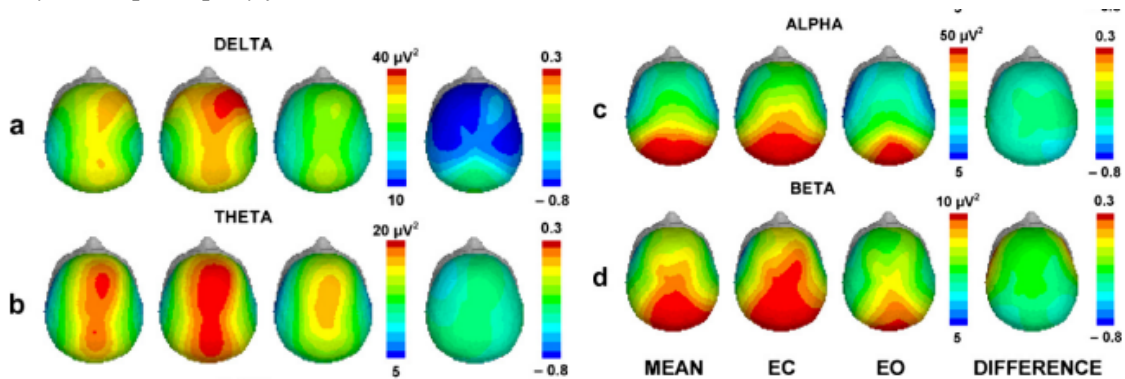 DELTA
40 µV²
0.3
a
10
– 0.8
THETA
20 µV²
0.3
b
5
– 0.8
ALPHA
50 µV²
0.3
c
5
– 0.8
BETA
10 µV²
0.3
d
5
– 0.8
MEAN EC EO DIFFERENCE